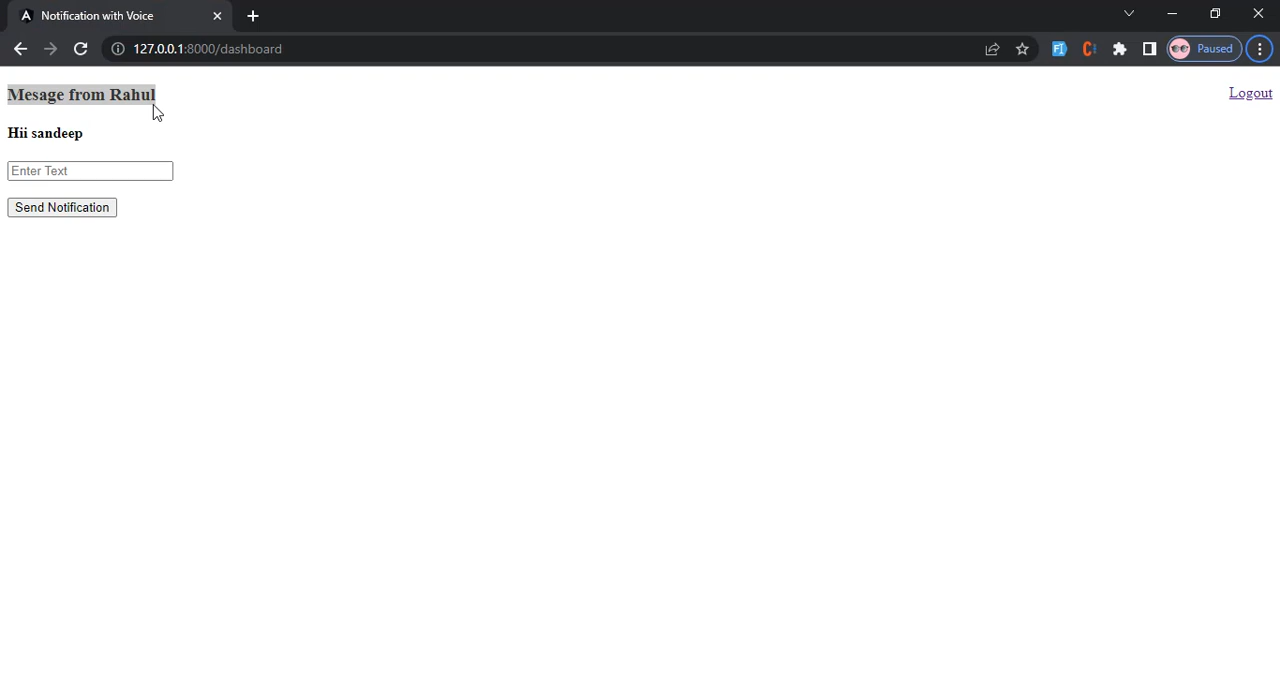 Notification with Voice
127.0.0.1:8000/dashboard
Paused
Mesage from Rahul
Logout
Hii sandeep
Enter Text
Send Notification